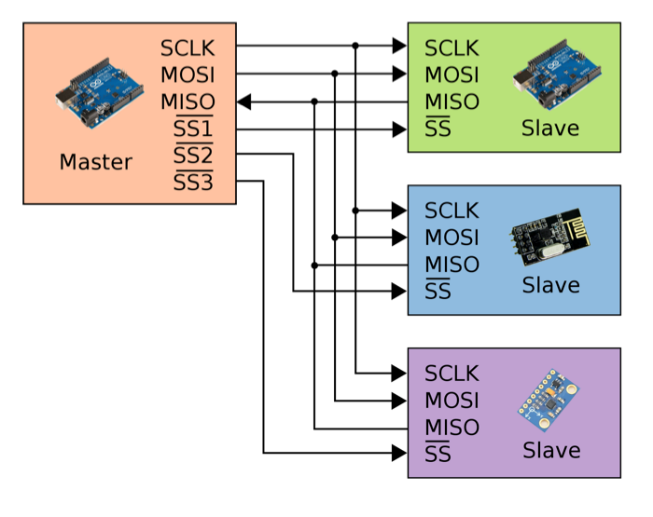 SCLK
MOSI
MISO
SS1
SS2
SS3
Master
SCLK
MOSI
MISO
SS
Slave
SCLK
MOSI
MISO
SS
Slave
SCLK
MOSI
MISO
SS
Slave